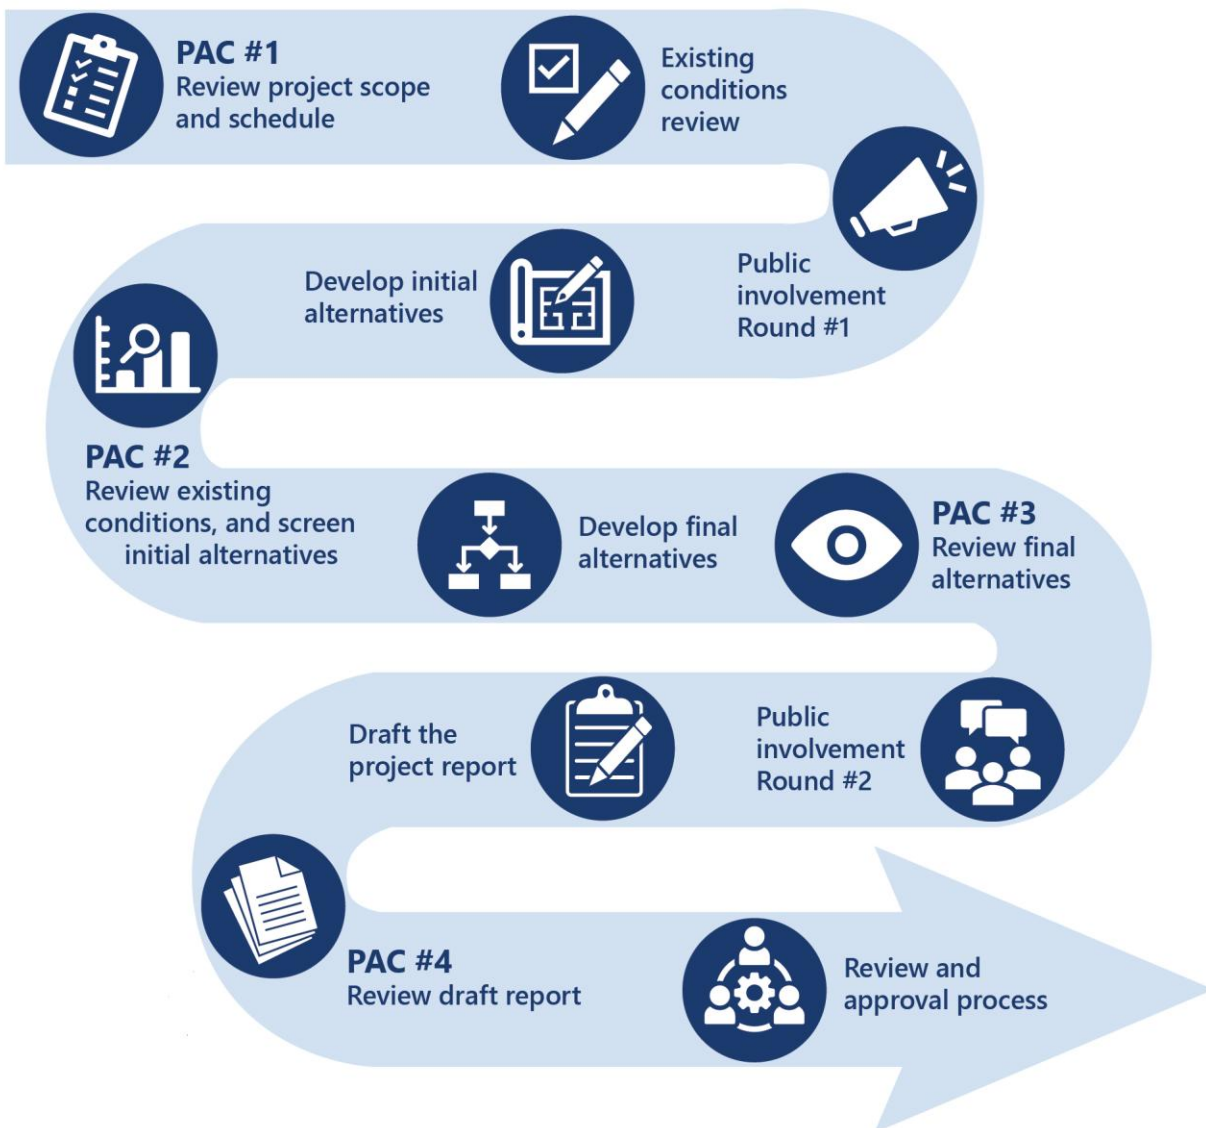 PAC #1
Review project scope
and schedule
Existing
conditions
review
Public
involvement
Round #1
Develop initial
alternatives
PAC #2
Review existing
conditions, and screen
initial alternatives
Develop final
alternatives
PAC #3
Review final
alternatives
Public
involvement
Round #2
Draft the
project report
PAC #4
Review draft report
Review and
approval process